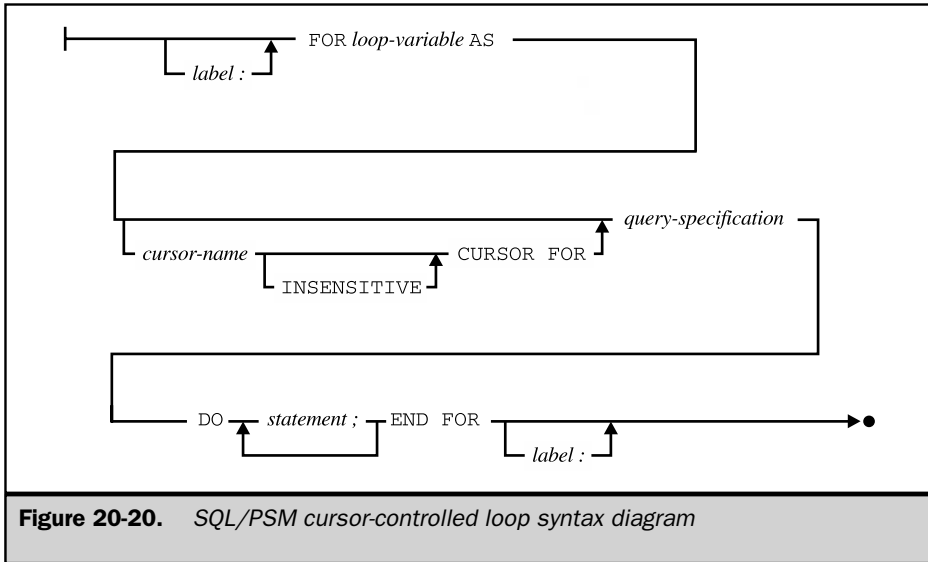 FOR loop-variable AS
label :
query-specification
cursor-name CURSOR FOR
INSENSITIVE
DO statement ; END FOR
label :
Figure 20-20. SQL/PSM cursor-controlled loop syntax diagram